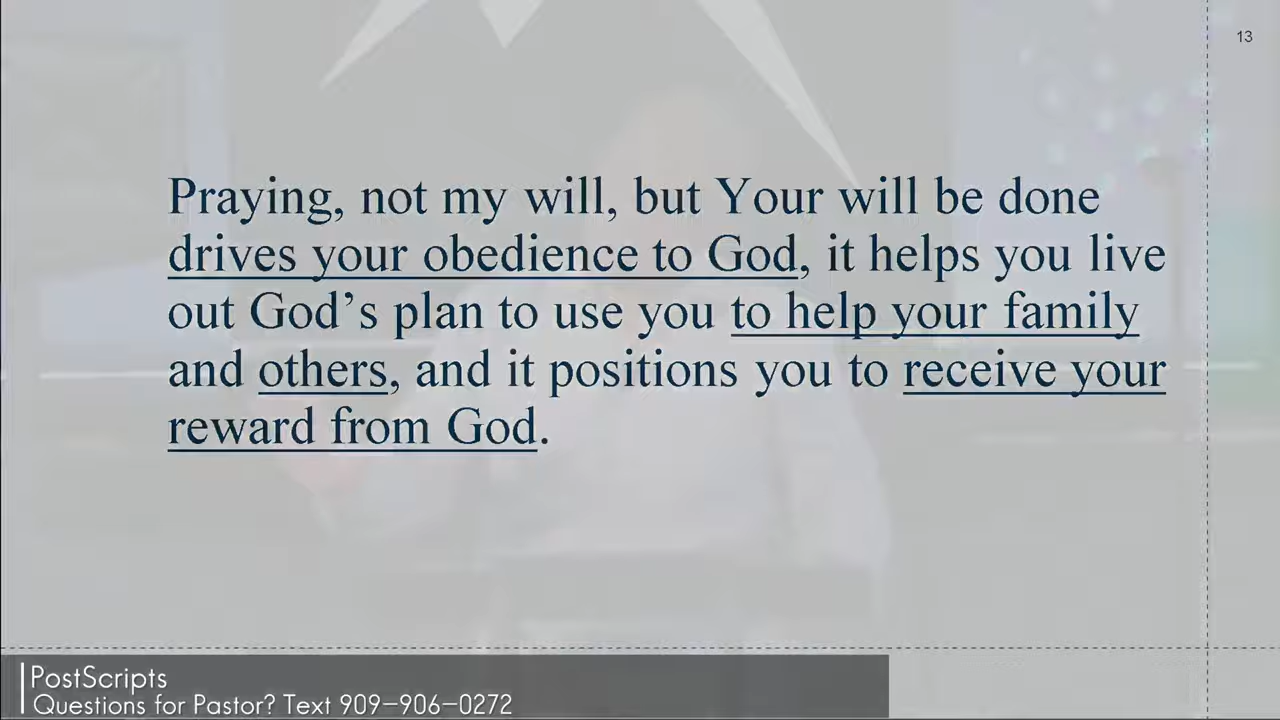 13
Praying, not my will, but Your will be done
drives your obedience to God, it helps you live
out God’s plan to use you to help your family
and others, and it positions you to receive your
reward from God.
PostScripts
Questions for Pastor? Text 909-906-0272